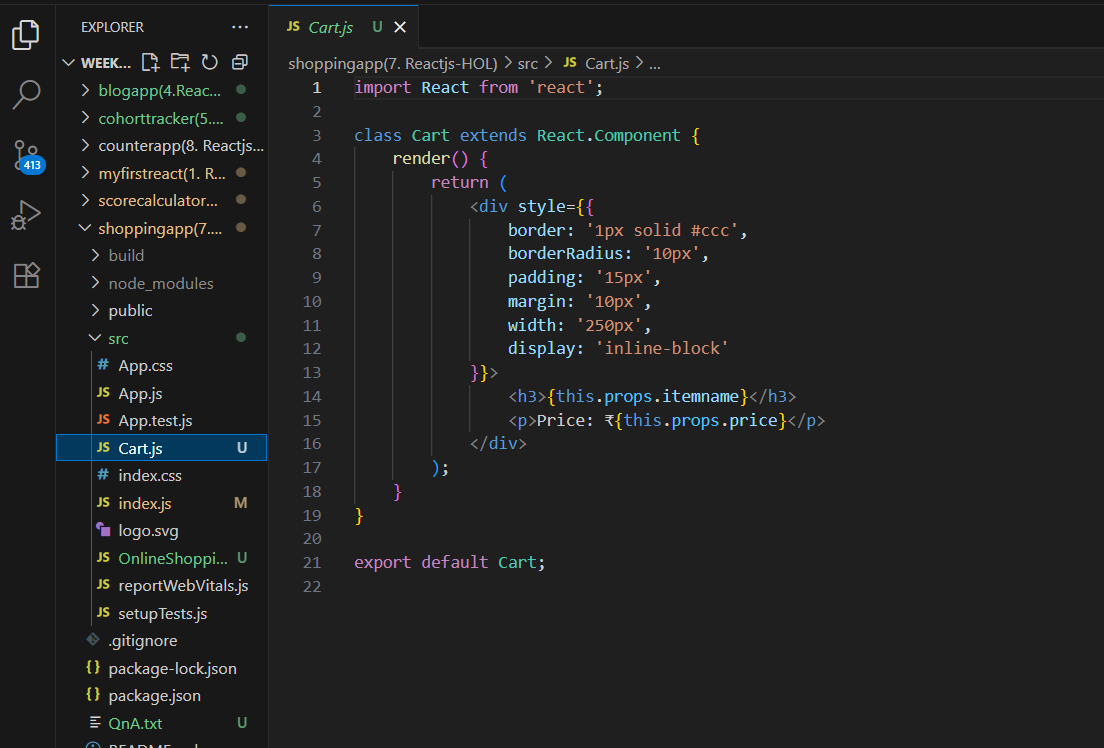 EXPLORER ...
WEEK...
blogapp(4.Reac...
cohorttracker(5....
counterapp(8. Reactjs...
myfirstreact(1. R...
scorecalculator...
shoppingapp(7....
build
node_modules
public
src
# App.css
JS App.js
JS App.test.js
JS Cart.js U
# index.css
JS index.js M
logo.svg
JS OnlineShoppi... U
JS reportWebVitals.js
JS setupTests.js
.gitignore
{} package-lock.json
{} package.json
QnA.txt U
413
JS Cart.js U
shoppingapp(7. Reactjs-HOL) > src > JS Cart.js > ...
1 import React from 'react';
2
3 class Cart extends React.Component {
4 render() {
5 return (
6 <div style={{
7 border: '1px solid #ccc',
8 borderRadius: '10px',
9 padding: '15px',
10 margin: '10px',
11 width: '250px',
12 display: 'inline-block'
13 }}>
14 <h3>{this.props.itemname}</h3>
15 <p>Price: ₹{this.props.price}</p>
16 </div>
17 );
18 }
19 }
20
21 export default Cart;
22